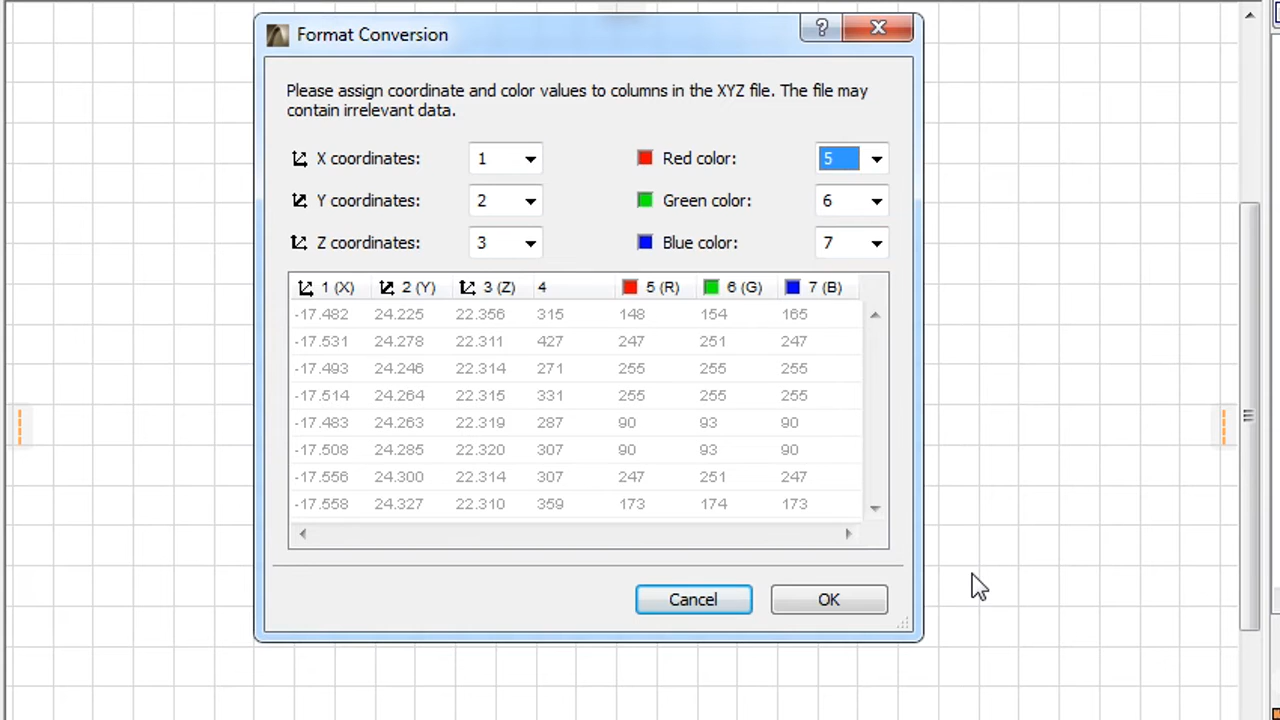 Format Conversion
?
Please assign coordinate and color values to columns in the XYZ file. The file may
contain irrelevant data.
X coordinates: 1 Red color: 5
Y coordinates: 2 Green color: 6
Z coordinates: 3 Blue color: 7
1 (X) 2 (Y) 3 (Z) 4 5 (R) 6 (G) 7 (B)
-17.482 24.225 22.356 315 148 154 165
-17.531 24.278 22.311 427 247 251 247
-17.493 24.246 22.314 271 255 255 255
-17.514 24.264 22.315 331 255 255 255
-17.483 24.263 22.319 287 90 93 90
-17.508 24.285 22.320 307 90 93 90
-17.556 24.300 22.314 307 247 251 247
-17.558 24.327 22.310 359 173 174 173
Cancel OK